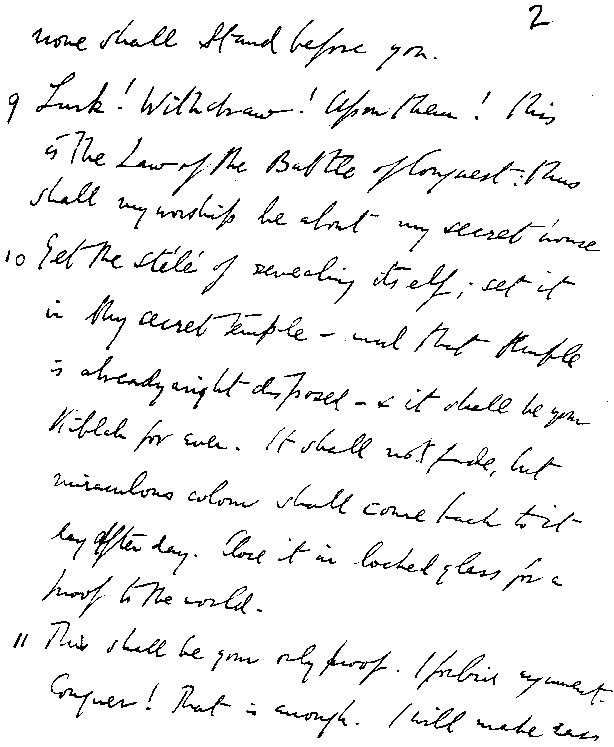 2
none shall stand before you.
9 Lurk! Withdraw! Upon them! this
is the Law of the Battle of Conquest: thus
shall my worship be about my secret house
10 Get the stélé of revealing itself; set it
in thy secret temple - and that temple
is already aright disposed - & it shall be your
Kiblah for ever. It shall not fade, but
miraculous colour shall come back to it
day after day. Close it in locked glass for a
proof to the world.
11 This shall be your only proof. I forbid argument.
Conquer! That is enough. I will make easy